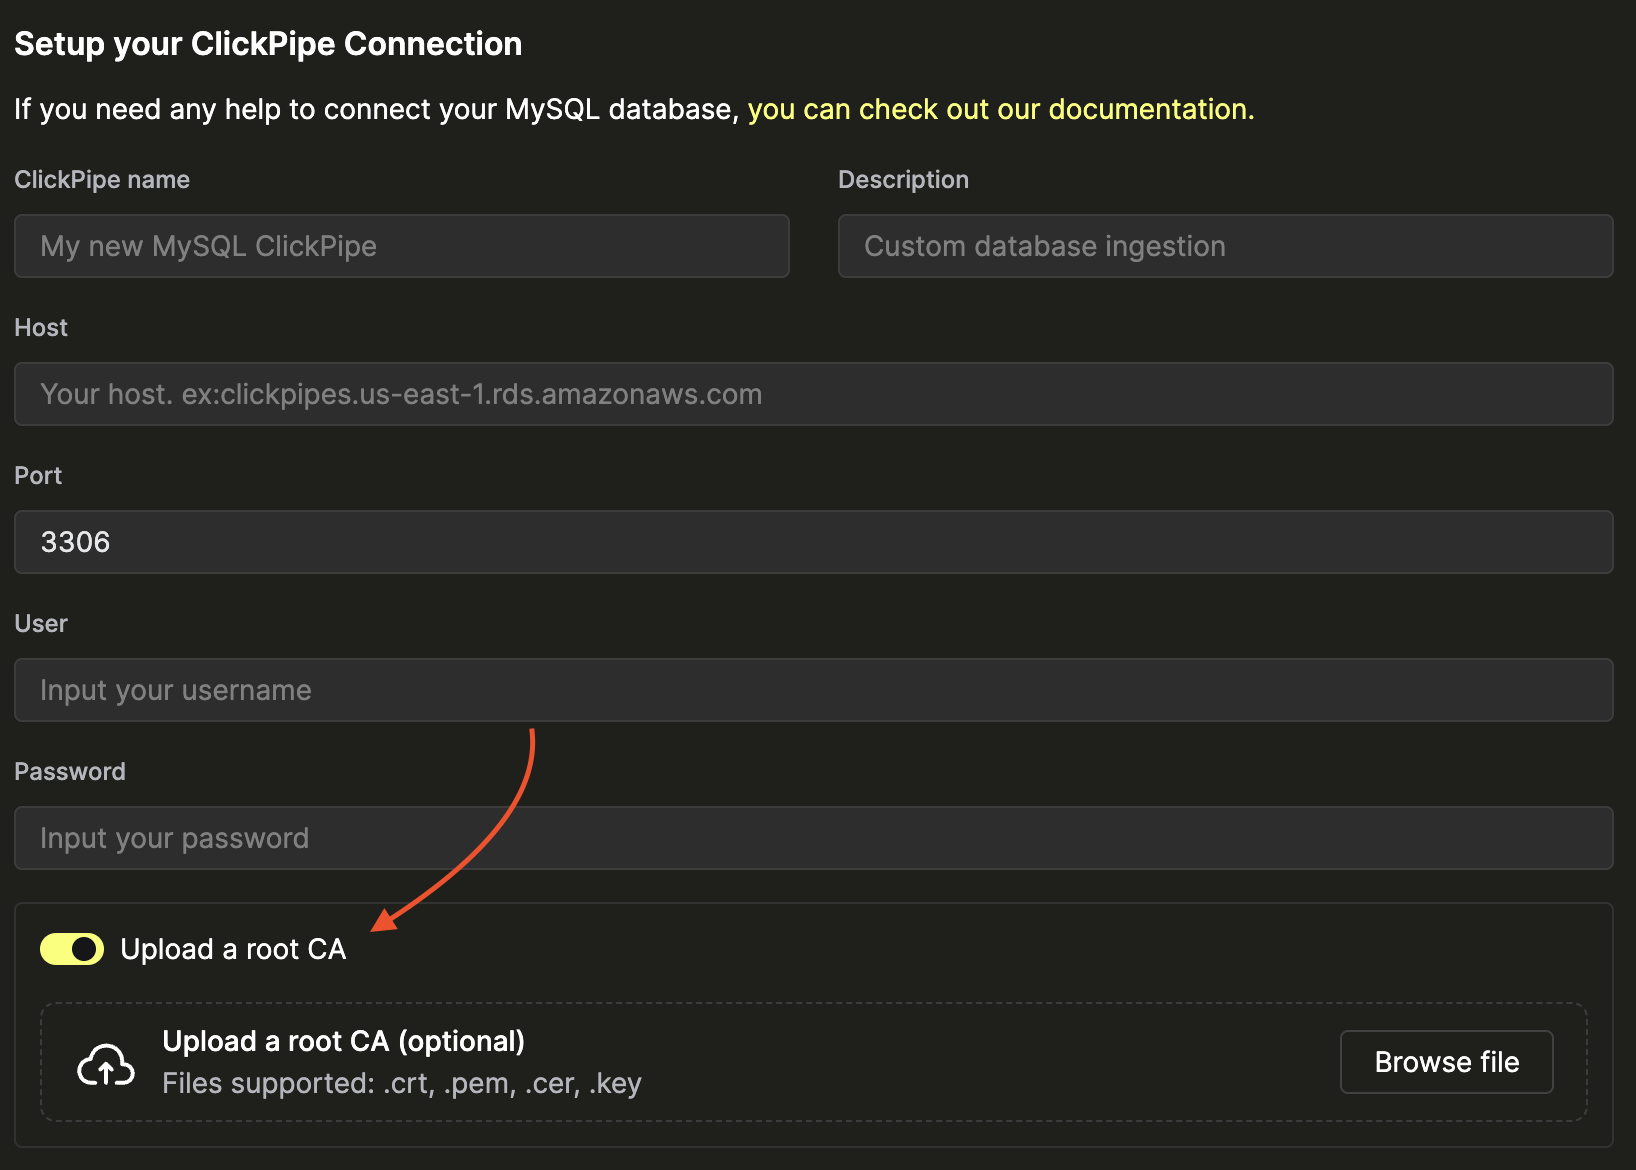 Setup your ClickPipe Connection
If you need any help to connect your MySQL database, you can check out our documentation.
ClickPipe name
Description
My new MySQL ClickPipe
Custom database ingestion
Host
Your host. ex:clickpipes.us-east-1.rds.amazonaws.com
Port
3306
User
Input your username
Password
Input your password
Upload a root CA
Upload a root CA (optional)
Files supported: .crt, .pem, .cer, .key
Browse file